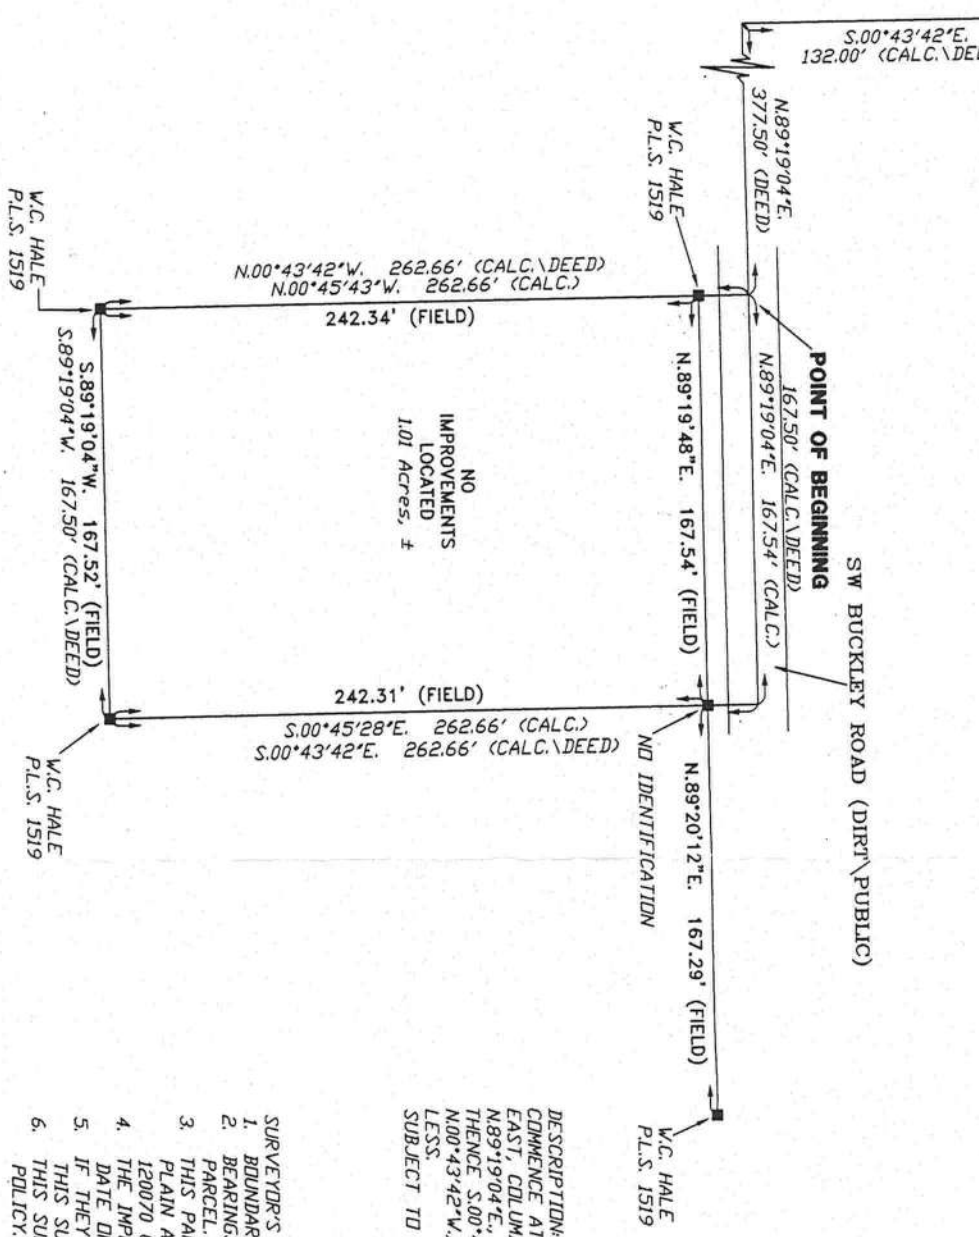 S.00°43'42"E.
132.00' (CALC.\DE
N.89°19'04"E.
377.50' (DEED)
W.C. HALE
P.L.S. 1519
POINT OF BEGINNING
167.50' (CALC.\DEED)
N.89°19'04"E. 167.54' (CALC.)
SW BUCKLEY ROAD (DIRT\PUBLIC)
N.00°43'42"W. 262.66' (CALC.\DEED)
N.00°45'43"W. 262.66' (CALC.)
242.34' (FIELD)
N.89°19'48"E. 167.54' (FIELD)
W.C. HALE
P.L.S. 1519
S.89°19'04"W. 167.52' (FIELD)
S.89°19'04"W. 167.50' (CALC.\DEED)
NO
IMPROVEMENTS
LOCATED
1.01 Acres, ±
242.31' (FIELD)
S.00°45'28"E. 262.66' (CALC.)
S.00°43'42"E. 262.66' (CALC.\DEED)
NO IDENTIFICATION
N.89°20'12"E. 167.29' (FIELD)
W.C. HALE
P.L.S. 1519
W.C. HALE
P.L.S. 1519
DESCRIPTION:
COMMENCE AT
EAST, COLUM
N.89°19'04"E.,
THENCE S.00°
N.00°43'42"W.
LESS.
SUBJECT TO
SURVEYOR'S
1. BOUNDAR
2. BEARING
PARCEL.
3. THIS PA
PLAIN A
120070
4. THE IMP
DATE O
5. IF THEY
THIS SU
6. THIS SU
POLICY.